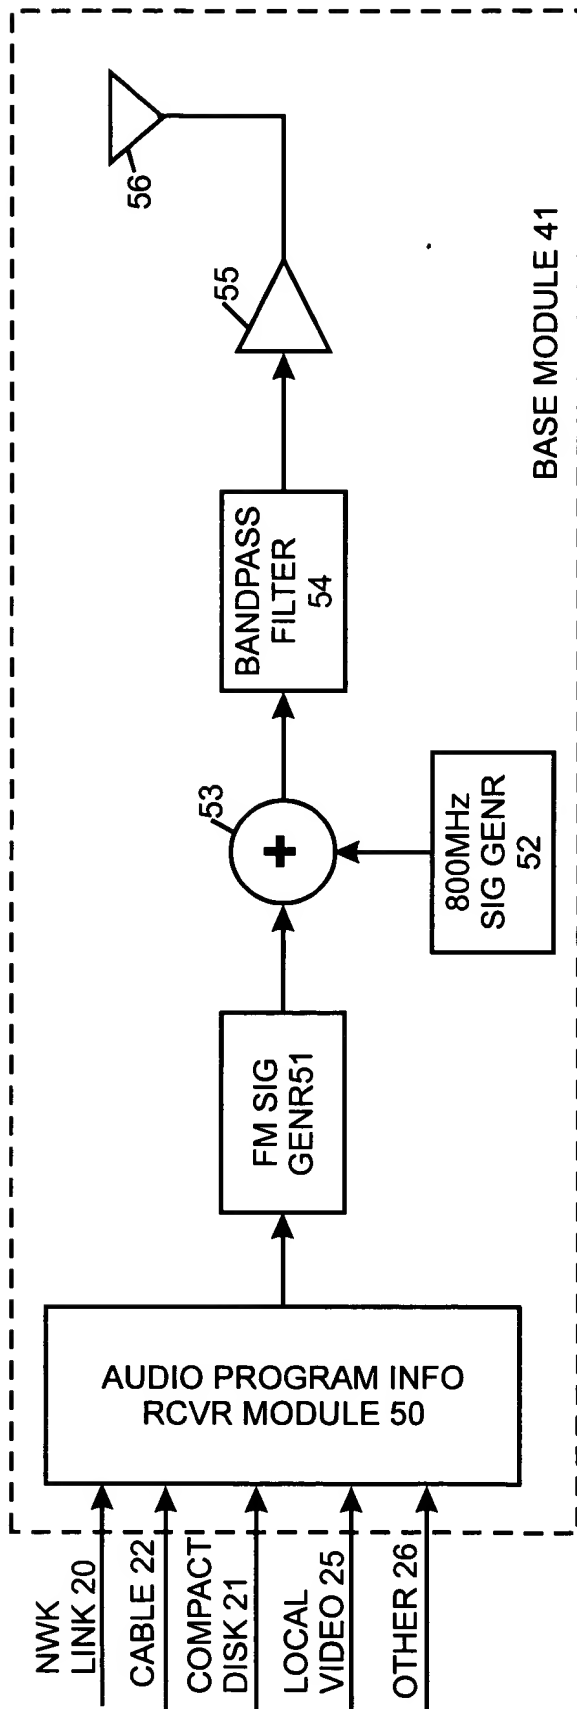 NWK
LINK 20
CABLE 22
COMPACT
DISK 21
LOCAL
VIDEO 25
OTHER 26
AUDIO PROGRAM INFO
RCVR MODULE 50
FM SIG
GENR51
53
800MHz
SIG GENR
52
BANDPASS
FILTER
54
55
56
BASE MODULE 41